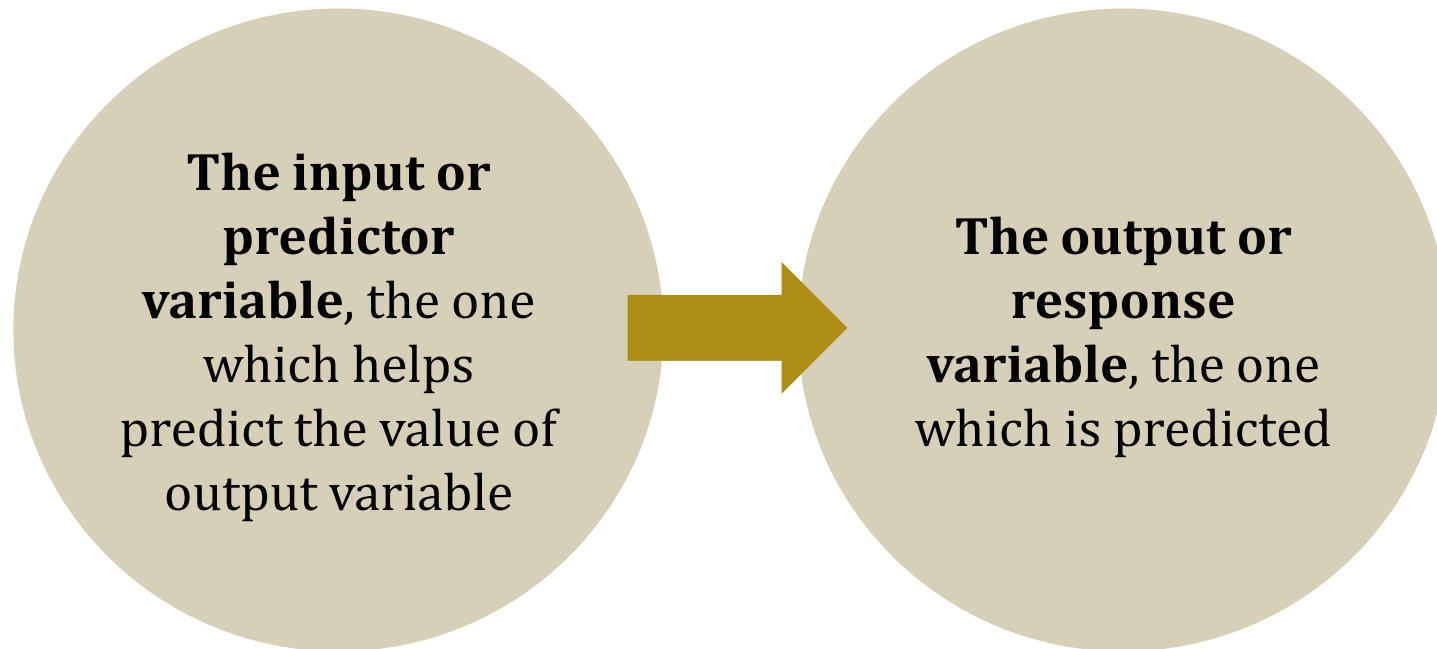 The input or
predictor
variable, the one
which helps
predict the value of
output variable
The output or
response
variable, the one
which is predicted